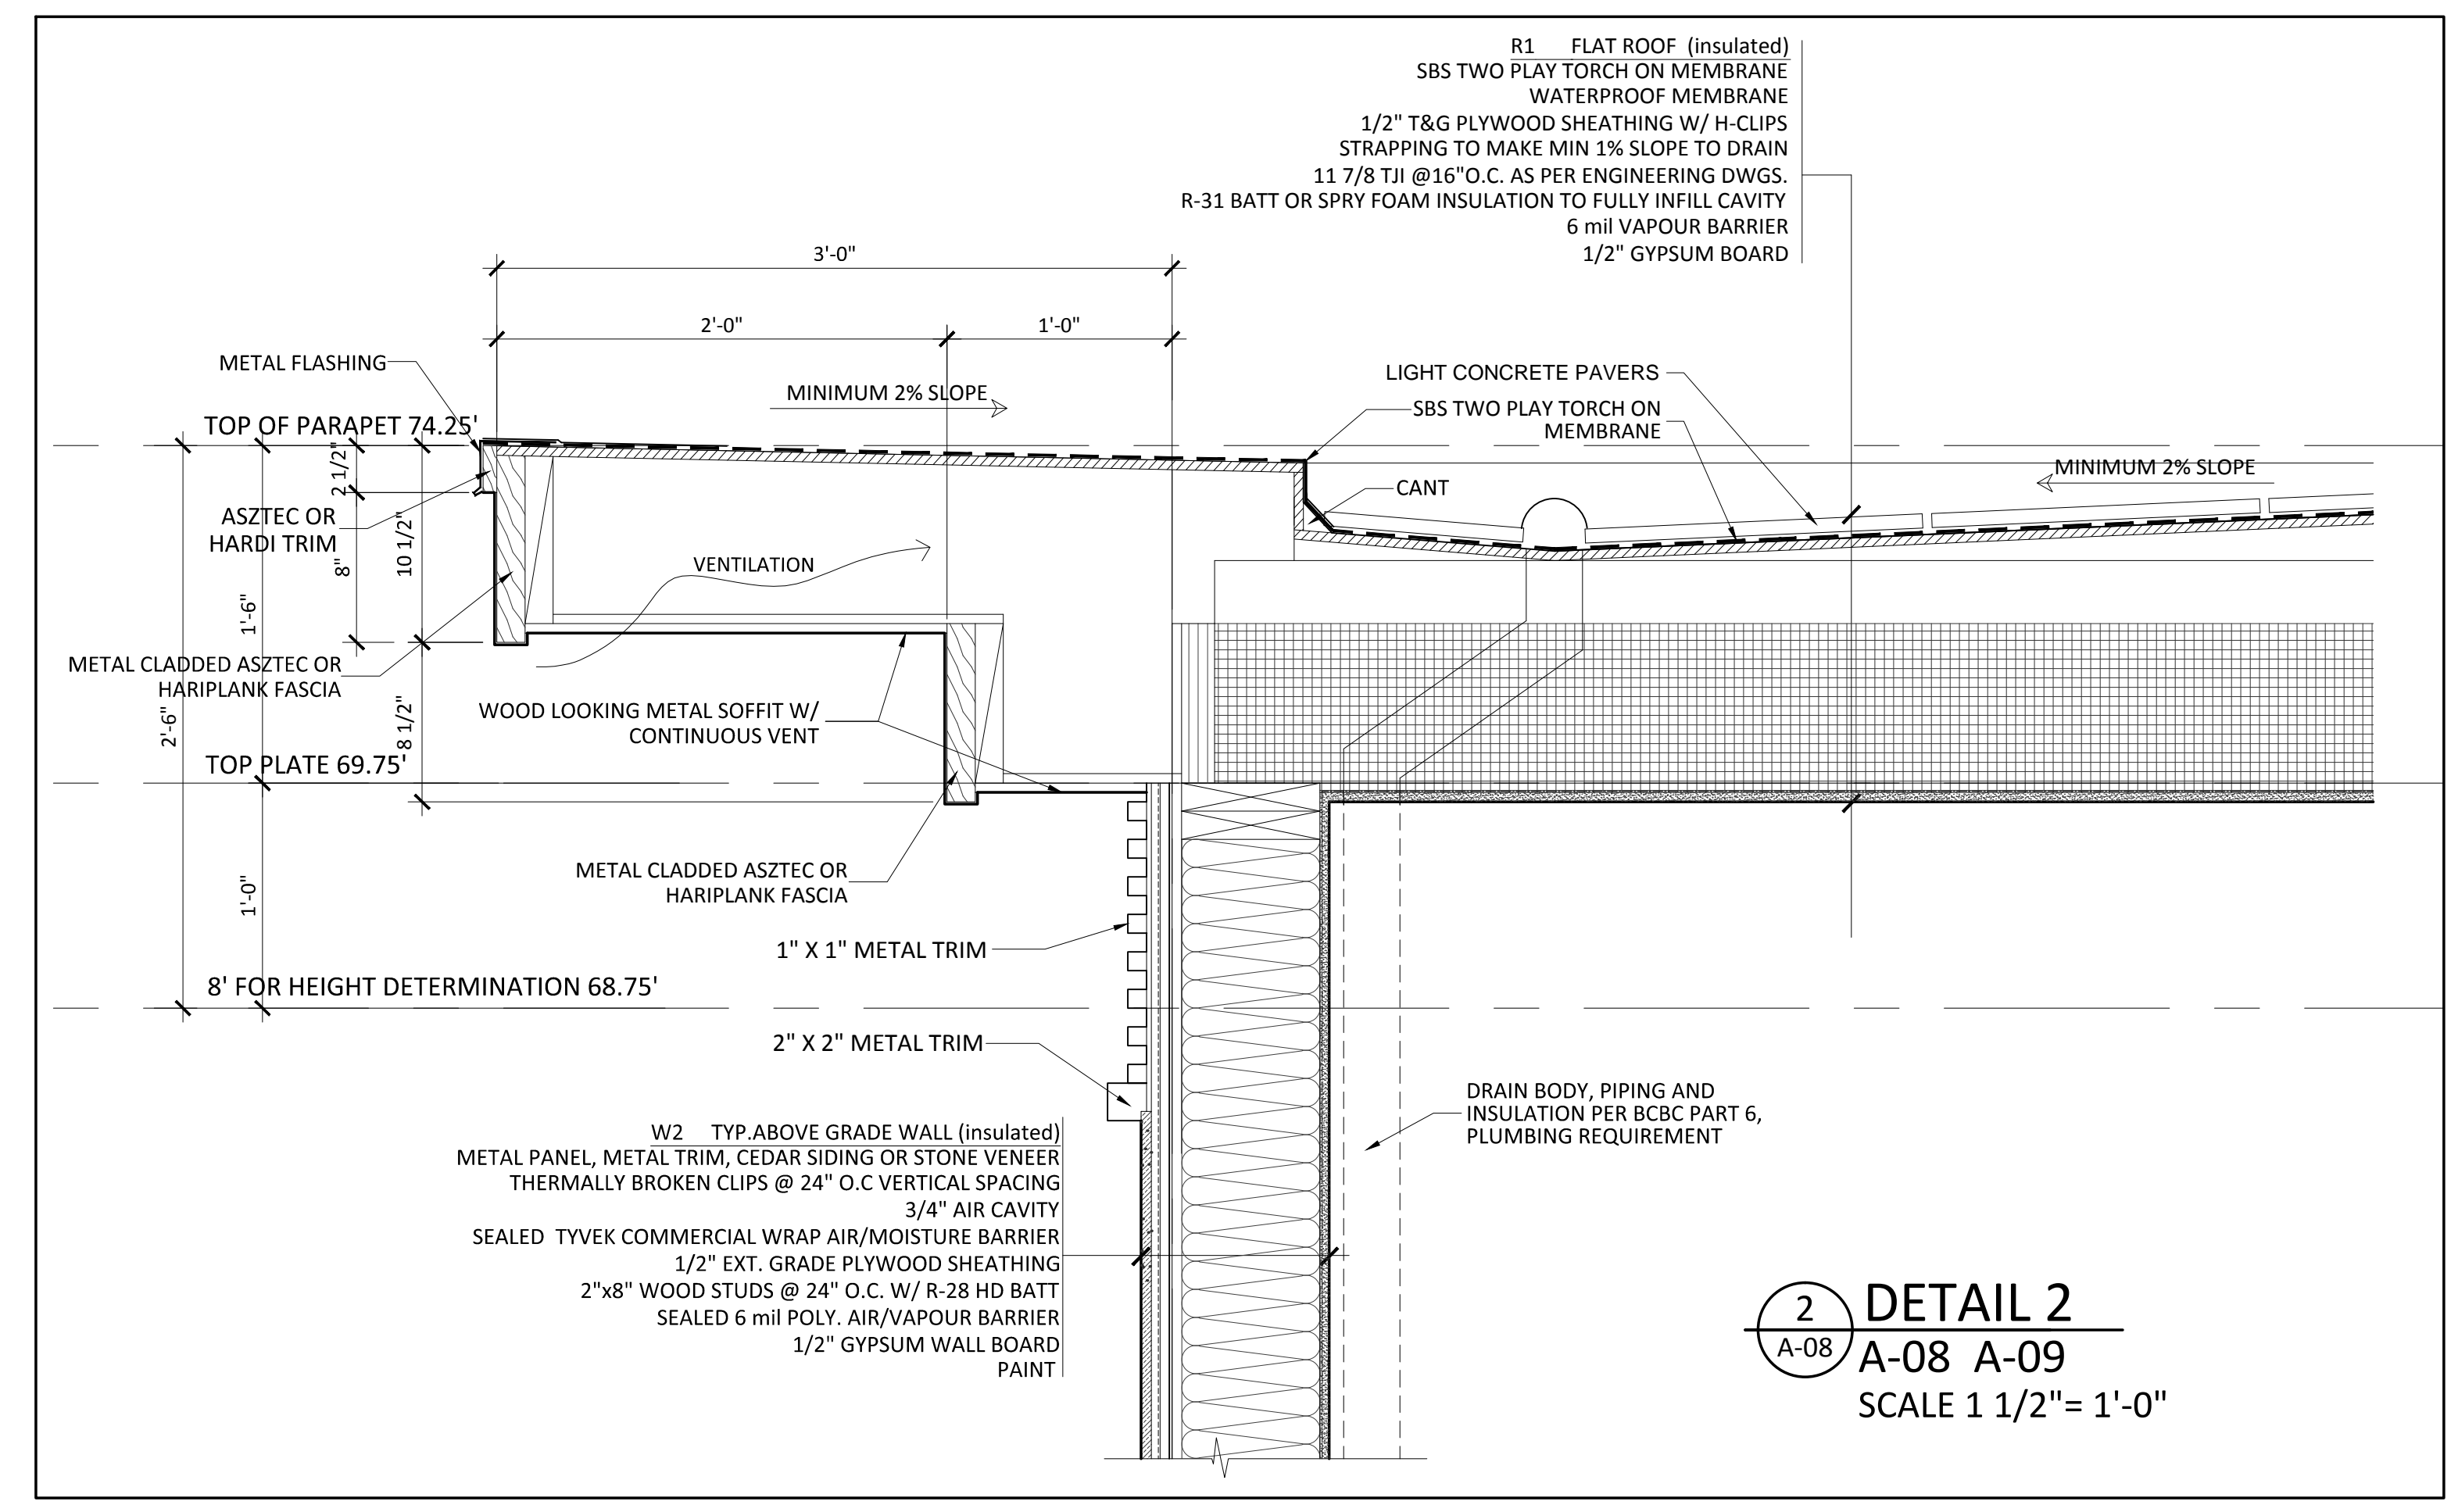 R1 FLAT ROOF (insulated)
SBS TWO PLAY TORCH ON MEMBRANE
WATERPROOF MEMBRANE
1/2" T&G PLYWOOD SHEATHING W/ H-CLIPS
STRAPPING TO MAKE MIN 1% SLOPE TO DRAIN
11 7/8 TJI @16"O.C. AS PER ENGINEERING DWGS.
R-31 BATT OR SPRY FOAM INSULATION TO FULLY INFILL CAVITY
6 mil VAPOUR BARRIER
1/2" GYPSUM BOARD
3'-0"
2'-0"
1'-0"
METAL FLASHING
MINIMUM 2% SLOPE
LIGHT CONCRETE PAVERS
SBS TWO PLAY TORCH ON
MEMBRANE
TOP OF PARAPET 74.25'
MINIMUM 2% SLOPE
CANT
2 1/2"
ASZTEC OR
HARDI TRIM
8"
10 1/2"
VENTILATION
1'-6"
METAL CLADDED ASZTEC OR
HARIPLANK FASCIA
2'-6"
8 1/2"
WOOD LOOKING METAL SOFFIT W/
CONTINUOUS VENT
TOP PLATE 69.75'
METAL CLADDED ASZTEC OR
HARIPLANK FASCIA
1'-0"
1" X 1" METAL TRIM
8' FOR HEIGHT DETERMINATION 68.75'
2" X 2" METAL TRIM
DRAIN BODY, PIPING AND
INSULATION PER BCBC PART 6,
PLUMBING REQUIREMENT
W2 TYP.ABOVE GRADE WALL (insulated)
METAL PANEL, METAL TRIM, CEDAR SIDING OR STONE VENEER
THERMALLY BROKEN CLIPS @ 24" O.C VERTICAL SPACING
3/4" AIR CAVITY
SEALED TYVEK COMMERCIAL WRAP AIR/MOISTURE BARRIER
1/2" EXT. GRADE PLYWOOD SHEATHING
2"x8" WOOD STUDS @ 24" O.C. W/ R-28 HD BATT
SEALED 6 mil POLY. AIR/VAPOUR BARRIER
1/2" GYPSUM WALL BOARD
PAINT
2
A-08
DETAIL 2
A-08 A-09
SCALE 1 1/2"= 1'-0"